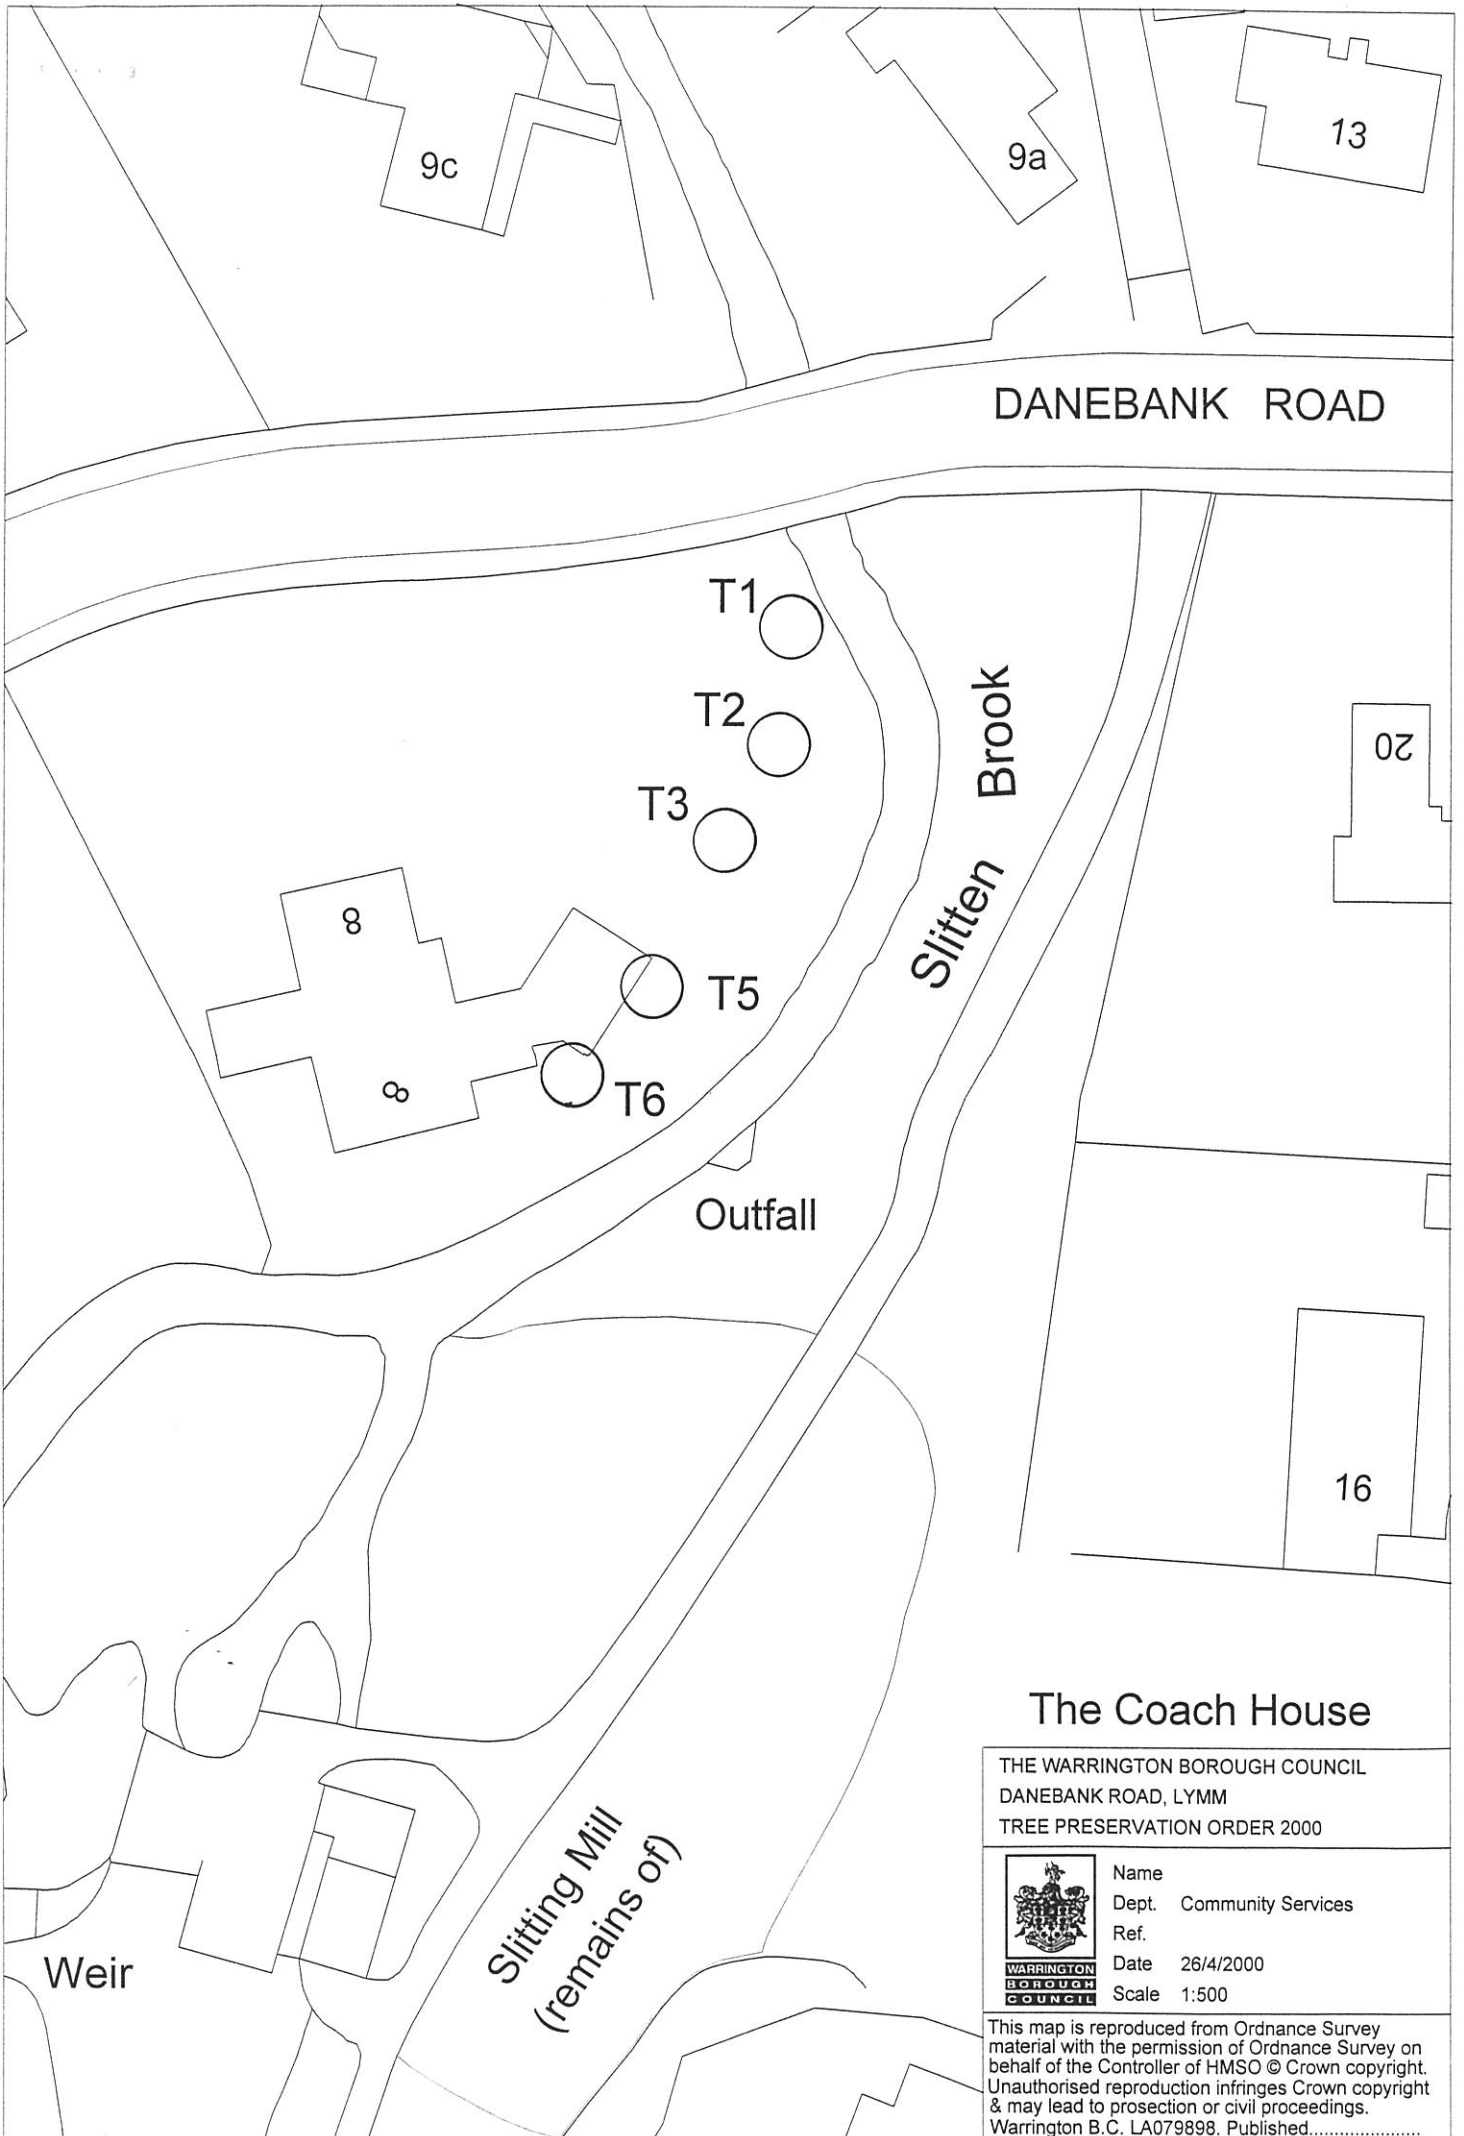 9c
9a
13
DANEBANK ROAD
T1
T2
T3
Slitten Brook
20
8
T5
8
T6
Outfall
16
The Coach House
THE WARRINGTON BOROUGH COUNCIL
DANEBANK ROAD, LYMM
TREE PRESERVATION ORDER 2000
Name
Dept. Community Services
Ref.
Date 26/4/2000
Scale 1:500
WARRINGTON
BOROUGH
COUNCIL
Slitting Mill
(remains of)
Weir
This map is reproduced from Ordnance Survey
material with the permission of Ordnance Survey on
behalf of the Controller of HMSO © Crown copyright.
Unauthorised reproduction infringes Crown copyright
& may lead to prosection or civil proceedings.
Warrington B.C. LA079898. Published......................